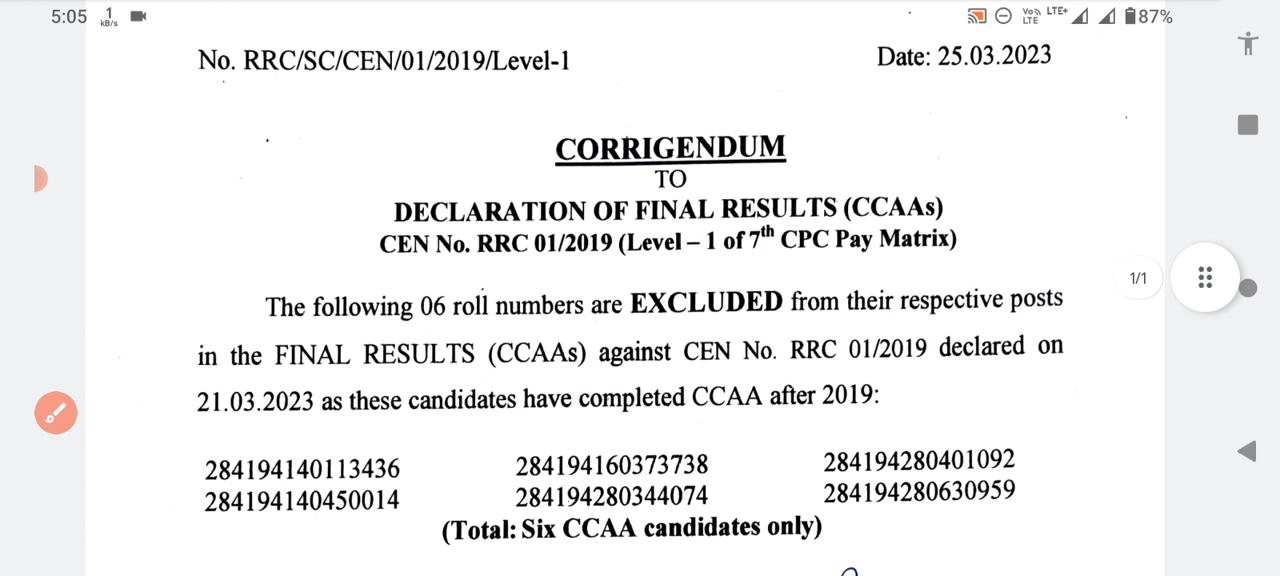 5:05 1 kB/s Vo LTE LTE+ 87%
No. RRC/SC/CEN/01/2019/Level-1 Date: 25.03.2023
CORRIGENDUM
TO
DECLARATION OF FINAL RESULTS (CCAAs)
CEN No. RRC 01/2019 (Level – 1 of 7th CPC Pay Matrix)
1/1
The following 06 roll numbers are EXCLUDED from their respective posts
in the FINAL RESULTS (CCAAs) against CEN No. RRC 01/2019 declared on
21.03.2023 as these candidates have completed CCAA after 2019:
284194140113436 284194160373738 284194280401092
284194140450014 284194280344074 284194280630959
(Total: Six CCAA candidates only)